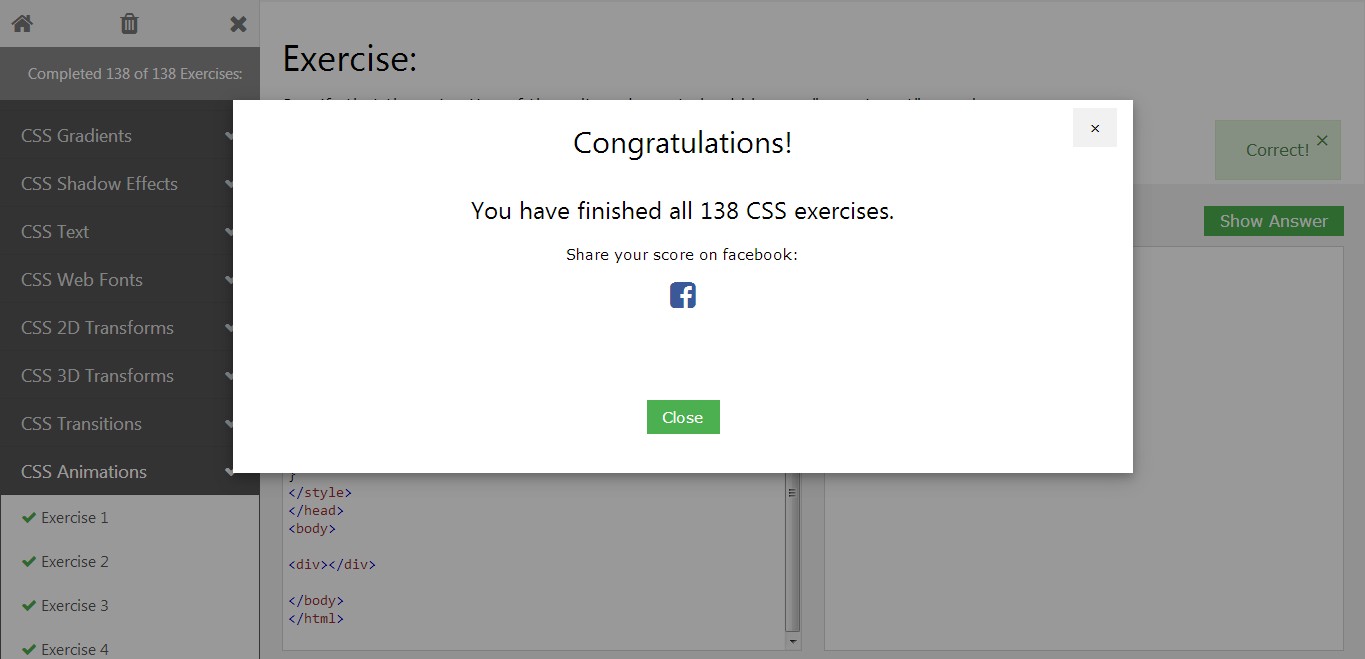 Completed 138 of 138 Exercises:
CSS Gradients
CSS Shadow Effects
CSS Text
CSS Web Fonts
CSS 2D Transforms
CSS 3D Transforms
CSS Transitions
CSS Animations
Exercise 1
Exercise 2
Exercise 3
Exercise 4
Exercise:
Correct!
×
Show Answer
×
Congratulations!
You have finished all 138 CSS exercises.
Share your score on facebook:
Close
}
</style>
</head>
<body>
<div></div>
</body>
</html>